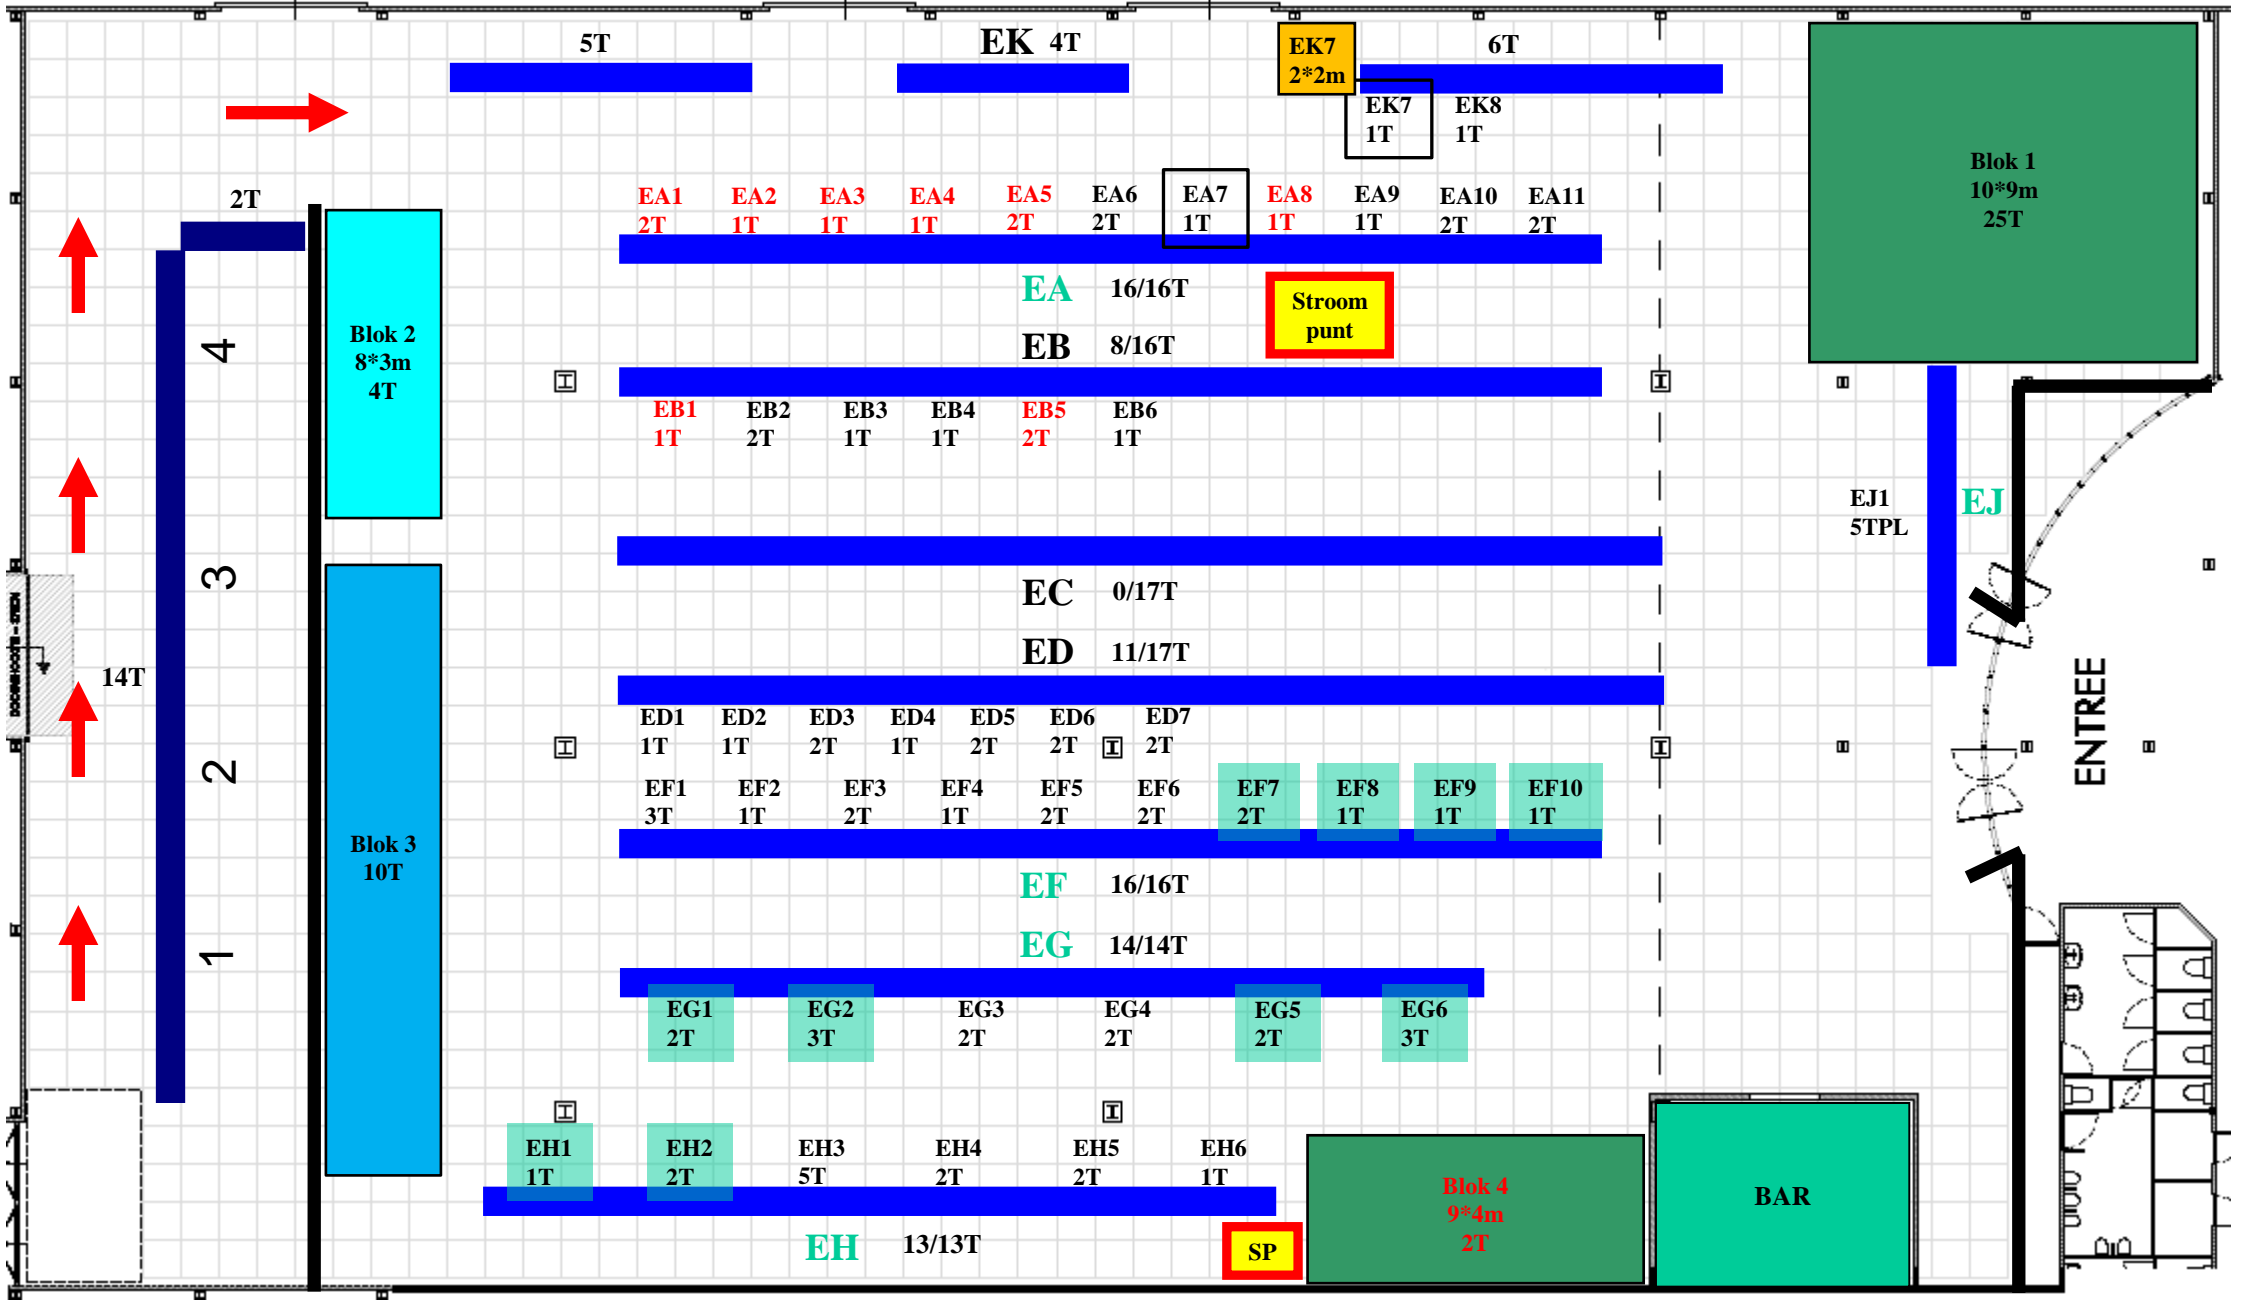 5T
EK 4T
6T
EK7
2*2m
EK7
1T
EK8
1T
Blok 1
10*9m
25T
2T
EA1
2T
EA2
1T
EA3
1T
EA4
1T
EA5
2T
EA6
2T
EA7
1T
EA8
1T
EA9
1T
EA10
2T
EA11
2T
EA 16/16T
Stroom
punt
EB 8/16T
Blok 2
8*3m
4T
4
EB1
1T
EB2
2T
EB3
1T
EB4
1T
EB5
2T
EB6
1T
EJ1
5TPL
EJ
3
EC 0/17T
ED 11/17T
14T
ENTREE
ED1
1T
ED2
1T
ED3
2T
ED4
1T
ED5
2T
ED6
2T
ED7
2T
2
EF1
3T
EF2
1T
EF3
2T
EF4
1T
EF5
2T
EF6
2T
EF7
2T
EF8
1T
EF9
1T
EF10
1T
Blok 3
10T
EF 16/16T
EG 14/14T
1
EG1
2T
EG2
3T
EG3
2T
EG4
2T
EG5
2T
EG6
3T
EH1
1T
EH2
2T
EH3
5T
EH4
2T
EH5
2T
EH6
1T
Blok 4
9*4m
2T
BAR
EH 13/13T
SP